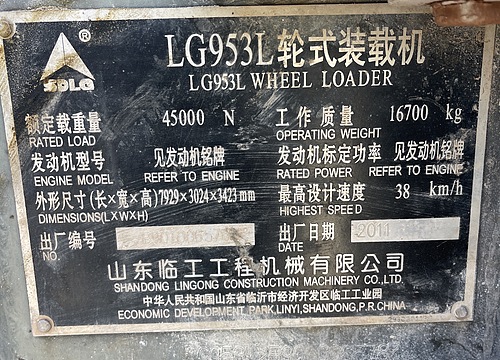 SDLG ®
LG953L 轮式装载机
LG953L WHEEL LOADER
额定载重量 45000 N 工作质量 16700 kg
RATED LOAD OPERATING WEIGHT
发动机型号 见发动机铭牌 发动机标定功率 见发动机铭牌
ENGINE MODEL REFER TO ENGINE RATED POWER REFER TO ENGINE
外形尺寸(长×宽×高) 7929×3024×3423 mm 最高设计速度 38 km/h
DIMENSIONS(LXWXH) HIGHEST SPEED
出厂编号 出厂日期 2011
NO. DATE
山东临工工程机械有限公司
SHANDONG LINGONG CONSTRUCTION MACHINERY CO.,LTD.
中华人民共和国山东省临沂市经济开发区临工工业园
ECONOMIC DEVELOPMENT PARK,LINYI,SHANDONG,P.R.CHINA